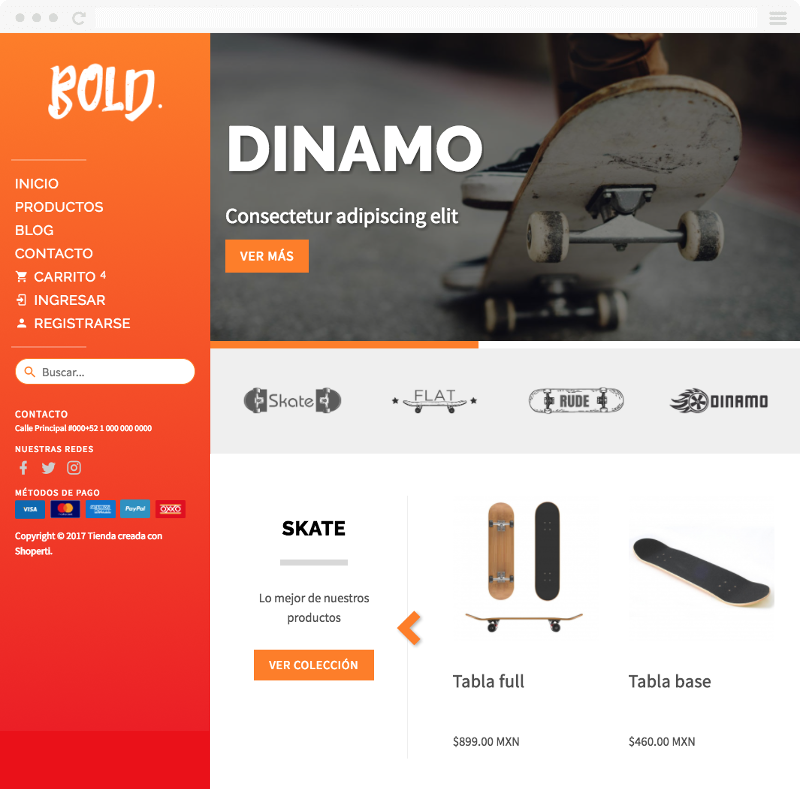 BOLD.
INICIO
PRODUCTOS
BLOG
CONTACTO
CARRITO 4
INGRESAR
REGISTRARSE
Buscar...
CONTACTO
Calle Principal #000+52 1 000 000 0000
NUESTRAS REDES
MÉTODOS DE PAGO
VISA
PayPal
OXXO
Copyright © 2017 Tienda creada con
Shoperti.
DINAMO
Consectetur adipiscing elit
VER MÁS
Skate
FLAT
RUDE
DINAMO
SKATE
Lo mejor de nuestros
productos
VER COLECCIÓN
Tabla full
$899.00 MXN
Tabla base
$460.00 MXN